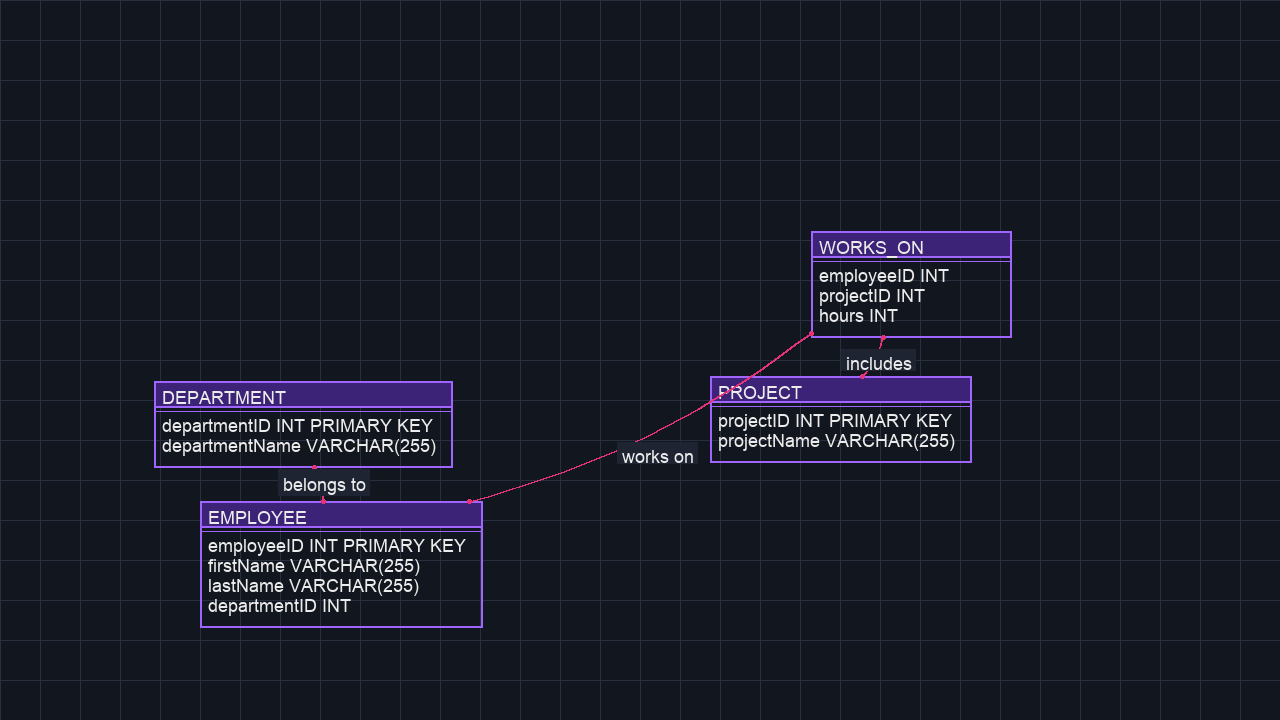 WORKS_ON
employeeID INT
projectID INT
hours INT
includes
PROJECT
projectID INT PRIMARY KEY
projectName VARCHAR(255)
works on
DEPARTMENT
departmentID INT PRIMARY KEY
departmentName VARCHAR(255)
belongs to
EMPLOYEE
employeeID INT PRIMARY KEY
firstName VARCHAR(255)
lastName VARCHAR(255)
departmentID INT